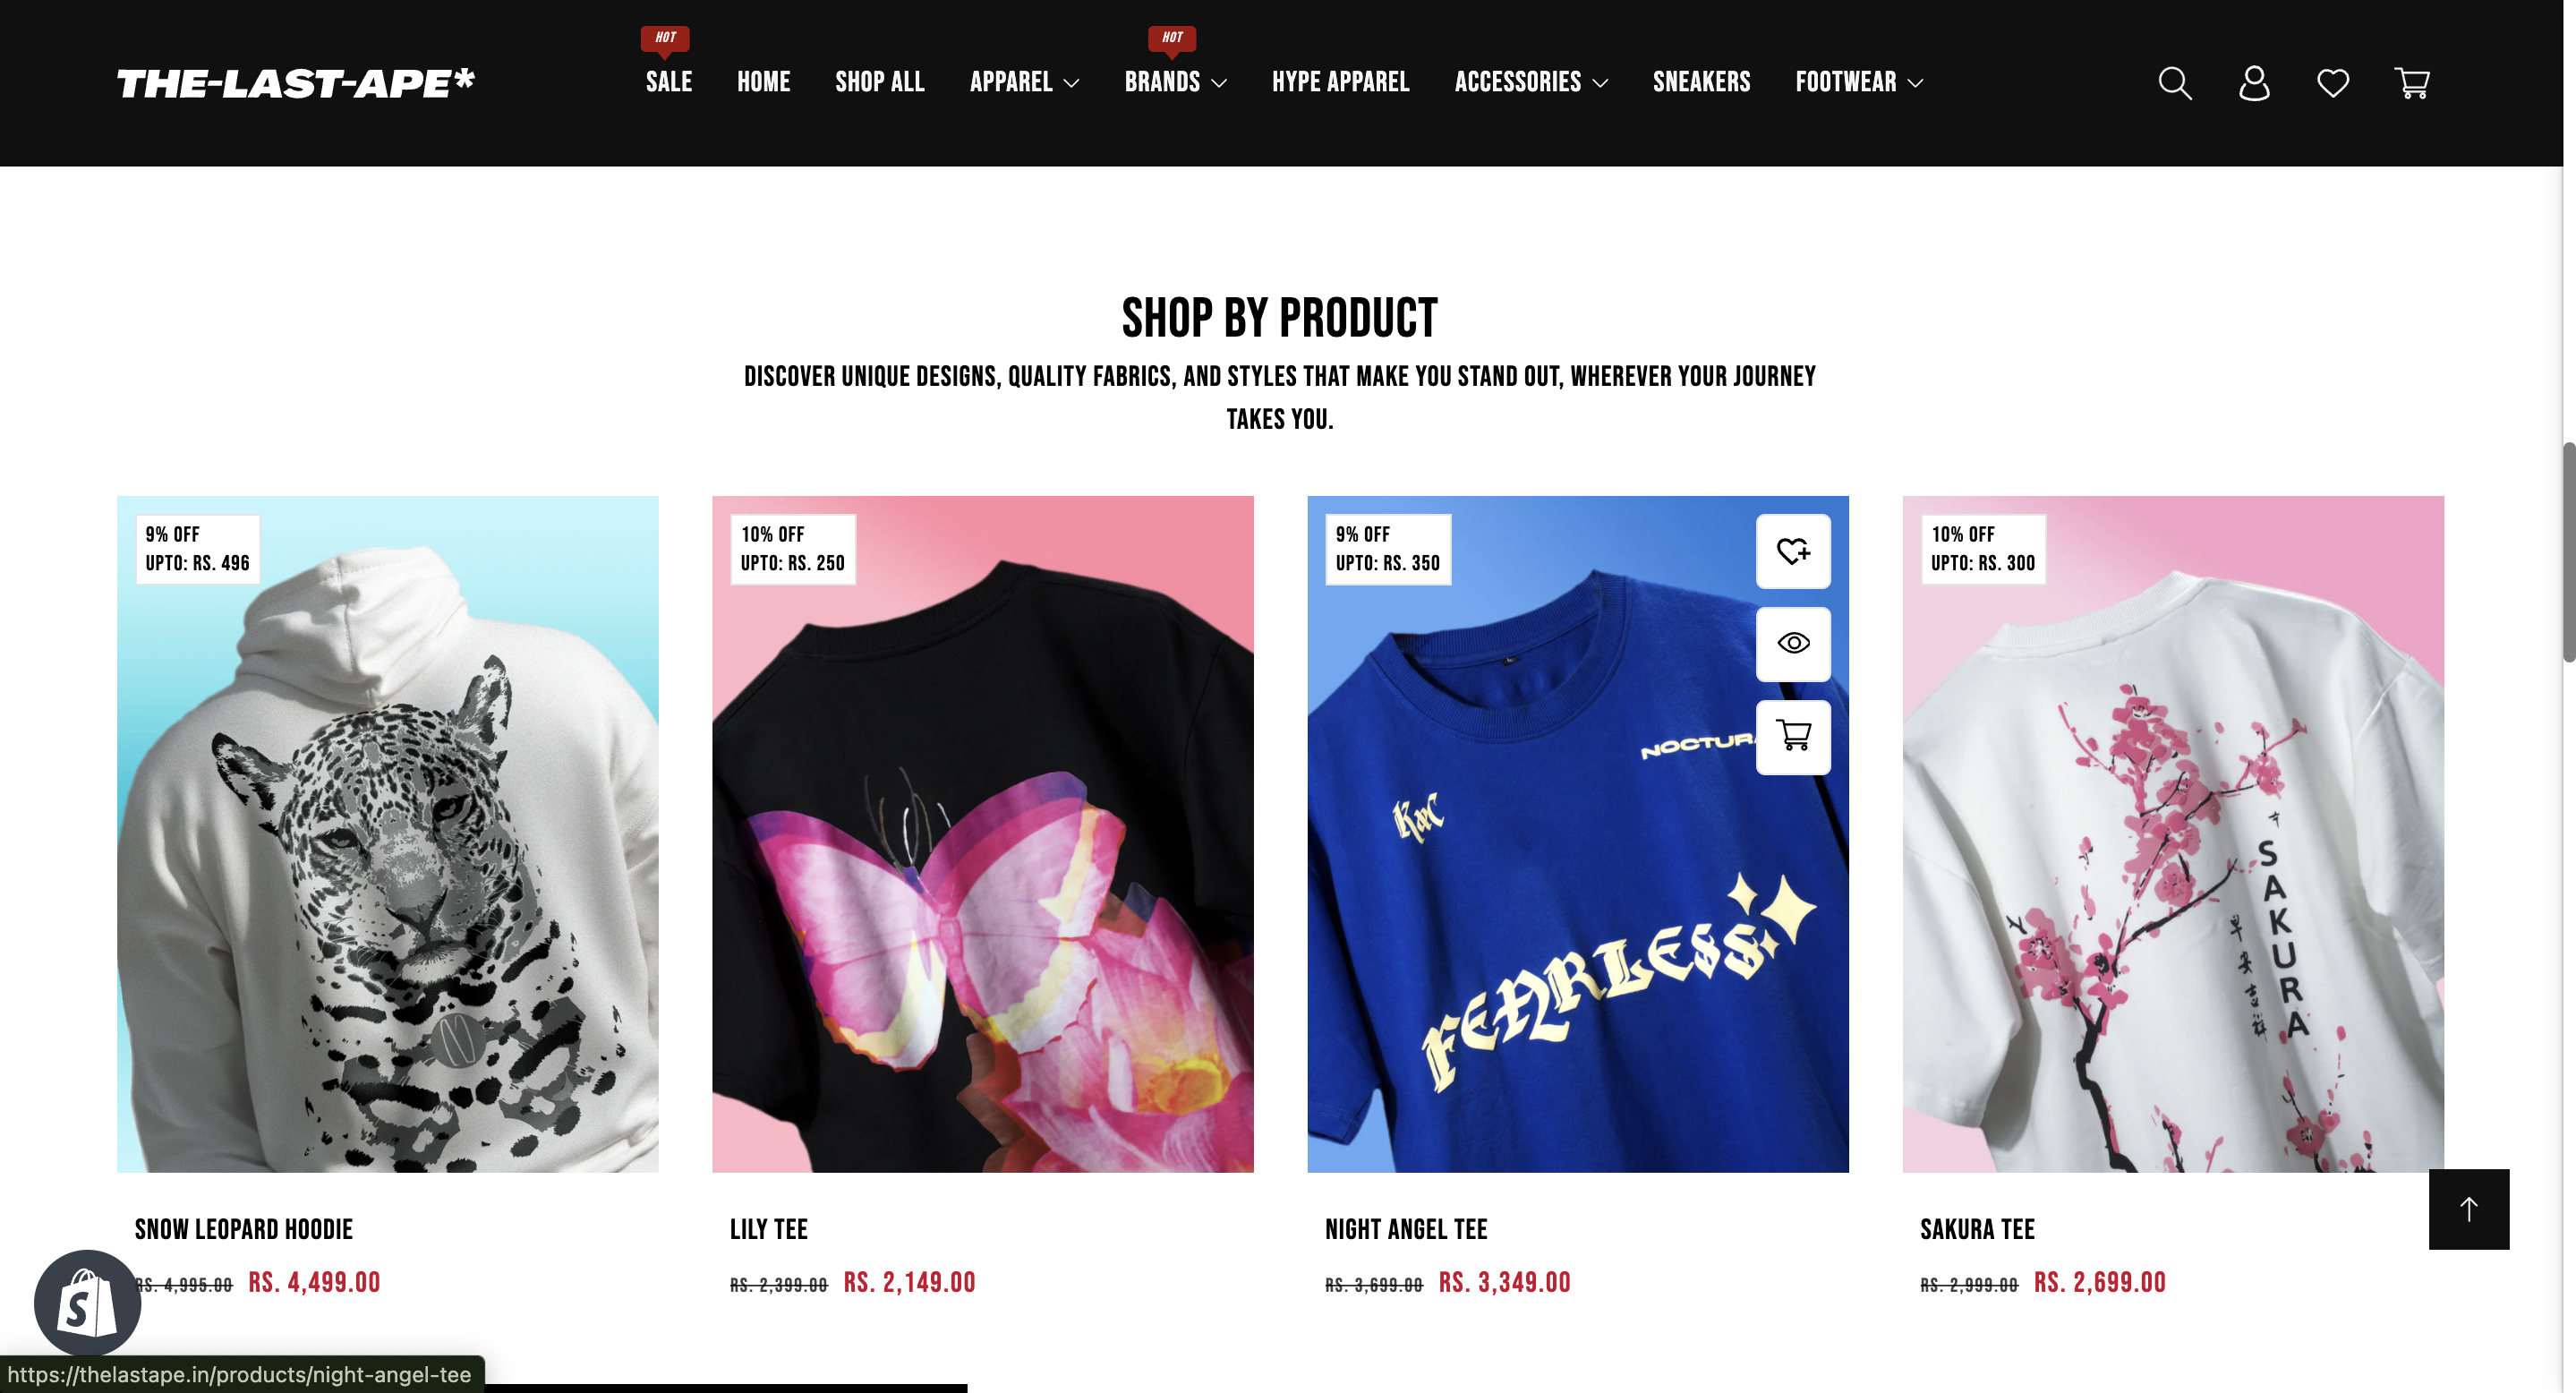 HOT
HOT
THE-LAST-APE*
SALE HOME SHOP ALL APPAREL BRANDS HYPE APPAREL ACCESSORIES SNEAKERS FOOTWEAR
SHOP BY PRODUCT
DISCOVER UNIQUE DESIGNS, QUALITY FABRICS, AND STYLES THAT MAKE YOU STAND OUT, WHEREVER YOUR JOURNEY
TAKES YOU.
9% OFF
UPTO: RS. 496
10% OFF
UPTO: RS. 250
9% OFF
UPTO: RS. 350
NOCTUR
FEARLESS
10% OFF
UPTO: RS. 300
SAKURA
早安吉祥
SNOW LEOPARD HOODIE
RS. 4,995.00 RS. 4,499.00
LILY TEE
RS. 2,399.00 RS. 2,149.00
NIGHT ANGEL TEE
RS. 3,699.00 RS. 3,349.00
SAKURA TEE
RS. 2,999.00 RS. 2,699.00
S
https://thelastape.in/products/night-angel-tee